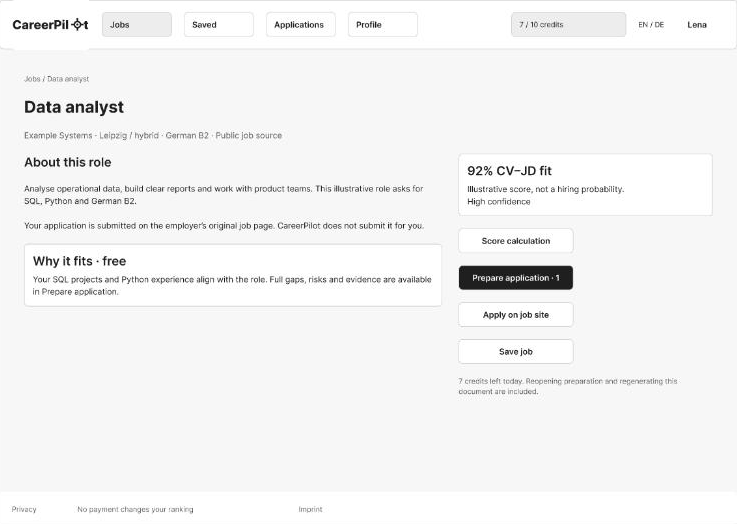 CareerPil t
Jobs
Saved
Applications
Profile
7 / 10 credits
EN / DE
Lena
Jobs / Data analyst
Data analyst
Example Systems · Leipzig / hybrid · German B2 · Public job source
About this role
Analyse operational data, build clear reports and work with product teams. This illustrative role asks for
SQL, Python and German B2.
Your application is submitted on the employer's original job page. CareerPilot does not submit it for you.
Why it fits · free
Your SQL projects and Python experience align with the role. Full gaps, risks and evidence are available
in Prepare application.
92% CV–JD fit
Illustrative score, not a hiring probability.
High confidence
Score calculation
Prepare application · 1
Apply on job site
Save job
7 credits left today. Reopening preparation and regenerating this
document are included.
Privacy
No payment changes your ranking
Imprint